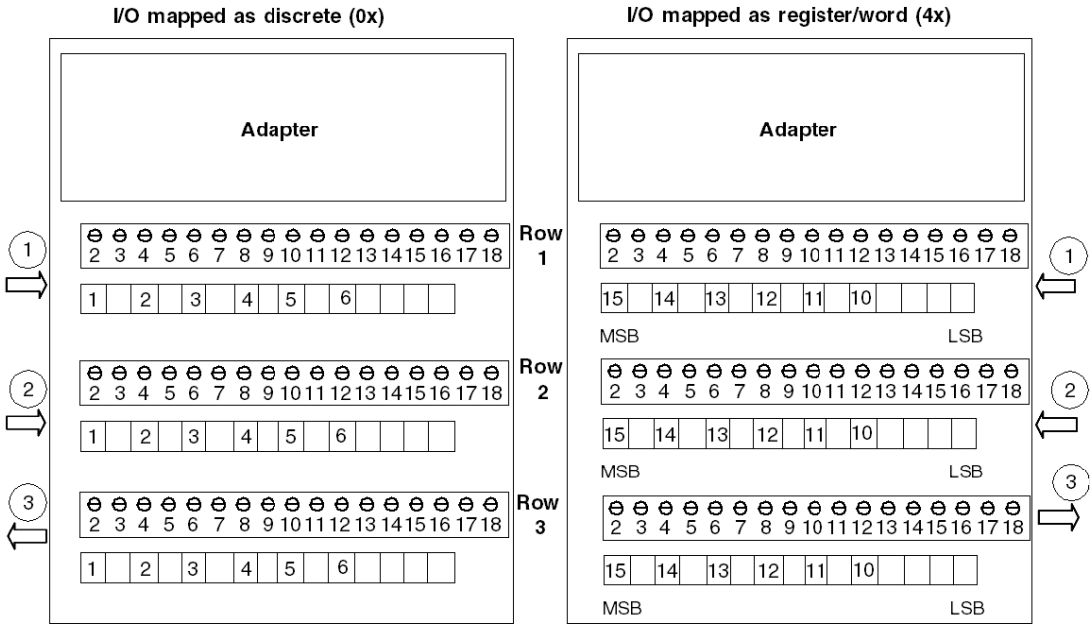 I/O mapped as discrete (0x)
I/O mapped as register/word (4x)
Adapter
Adapter
1
2 3 4 5 6 7 8 9 10 11 12 13 14 15 16 17 18
Row
1
2 3 4 5 6 7 8 9 10 11 12 13 14 15 16 17 18
1
1 2 3 4 5 6
15 14 13 12 11 10
MSB LSB
2
2 3 4 5 6 7 8 9 10 11 12 13 14 15 16 17 18
Row
2
2 3 4 5 6 7 8 9 10 11 12 13 14 15 16 17 18
2
1 2 3 4 5 6
15 14 13 12 11 10
MSB LSB
3
2 3 4 5 6 7 8 9 10 11 12 13 14 15 16 17 18
Row
3
2 3 4 5 6 7 8 9 10 11 12 13 14 15 16 17 18
3
1 2 3 4 5 6
15 14 13 12 11 10
MSB LSB